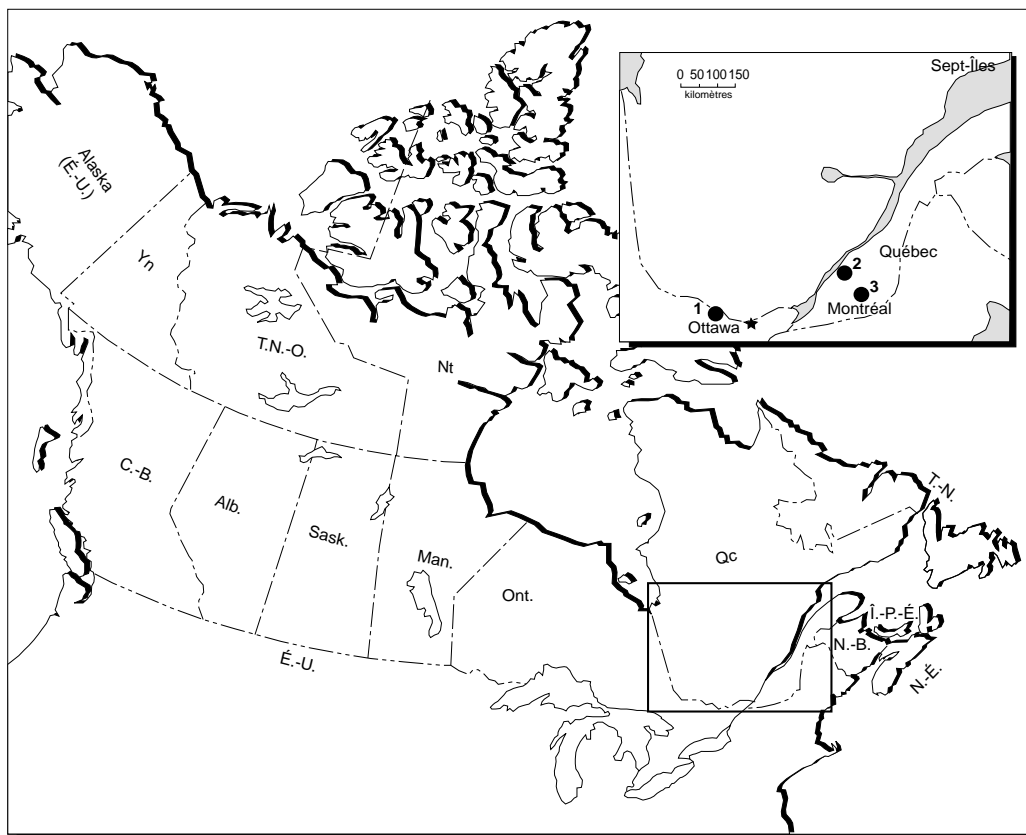 Sept-Îles
0 50 100 150
kilomètres
Québec
2
3
Montréal
1
Ottawa
Alaska
(É.-U.)
Yn
T.N.-O.
Nt
C.-B.
Alb.
Sask.
Man.
Ont.
Qc
T.-N.
Î.-P.-É.
N.-B.
N.-É.
É.-U.